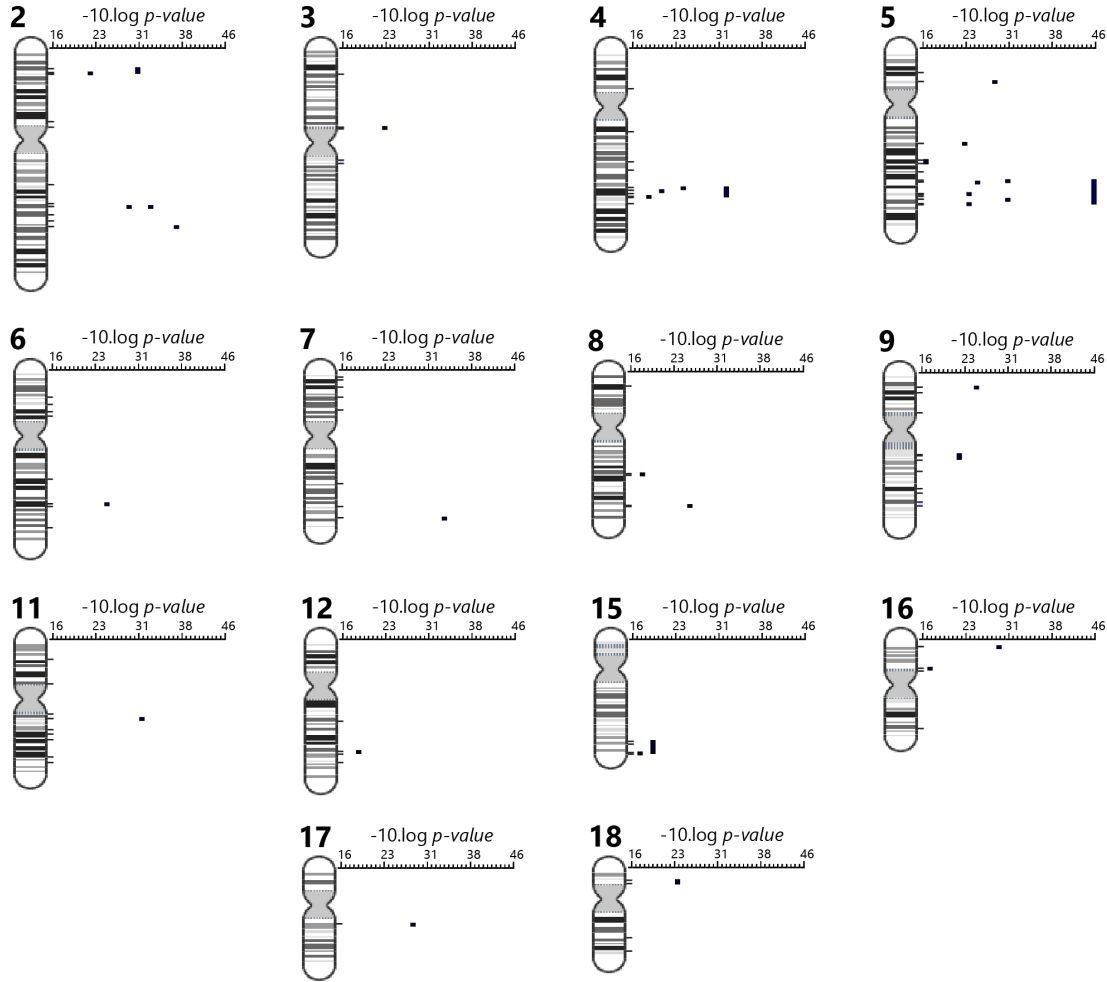 2 -10.log p-value
16 23 31 38 46
3 -10.log p-value
16 23 31 38 46
4 -10.log p-value
16 23 31 38 46
5 -10.log p-value
16 23 31 38 46
6 -10.log p-value
16 23 31 38 46
7 -10.log p-value
16 23 31 38 46
8 -10.log p-value
16 23 31 38 46
9 -10.log p-value
16 23 31 38 46
11 -10.log p-value
16 23 31 38 46
12 -10.log p-value
16 23 31 38 46
15 -10.log p-value
16 23 31 38 46
16 -10.log p-value
16 23 31 38 46
17 -10.log p-value
16 23 31 38 46
18 -10.log p-value
16 23 31 38 46